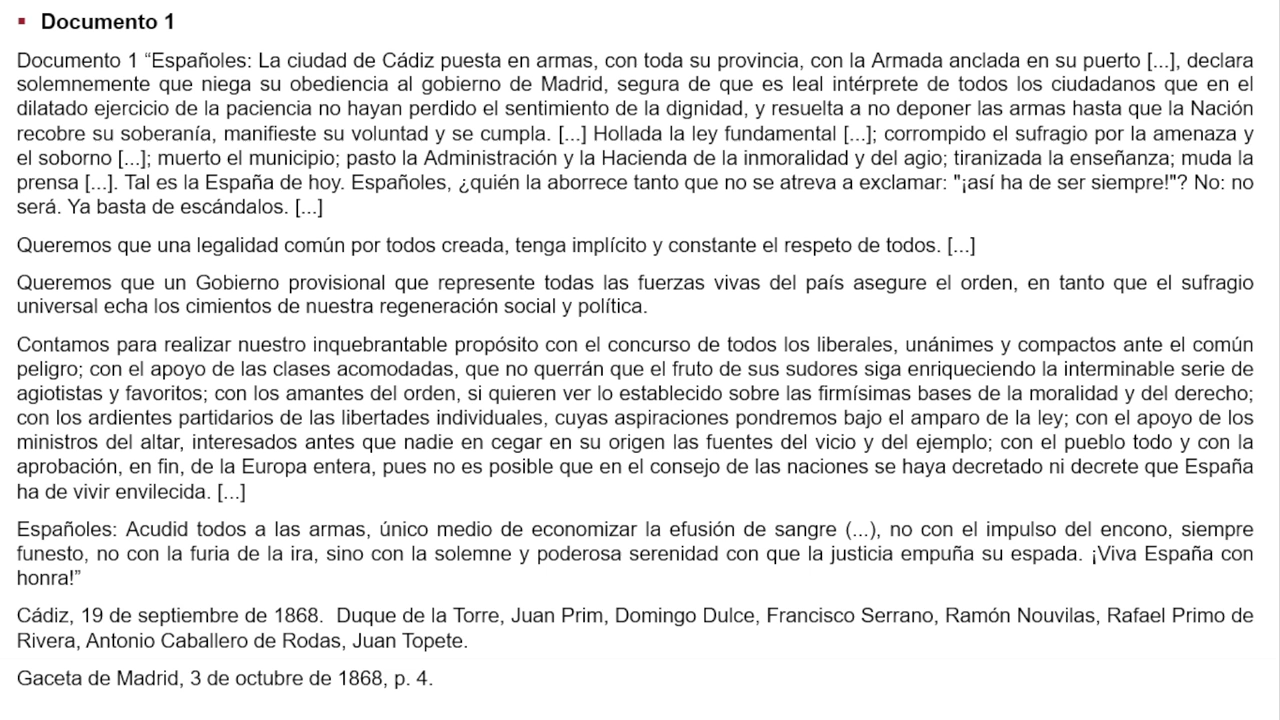 ▪ Documento 1
Documento 1 “Españoles: La ciudad de Cádiz puesta en armas, con toda su provincia, con la Armada anclada en su puerto [...], declara
solemnemente que niega su obediencia al gobierno de Madrid, segura de que es leal intérprete de todos los ciudadanos que en el
dilatado ejercicio de la paciencia no hayan perdido el sentimiento de la dignidad, y resuelta a no deponer las armas hasta que la Nación
recobre su soberanía, manifieste su voluntad y se cumpla. [...] Hollada la ley fundamental [...]; corrompido el sufragio por la amenaza y
el soborno [...]; muerto el municipio; pasto la Administración y la Hacienda de la inmoralidad y del agio; tiranizada la enseñanza; muda la
prensa [...]. Tal es la España de hoy. Españoles, ¿quién la aborrece tanto que no se atreva a exclamar: "¡así ha de ser siempre!"? No: no
será. Ya basta de escándalos. [...]
Queremos que una legalidad común por todos creada, tenga implícito y constante el respeto de todos. [...]
Queremos que un Gobierno provisional que represente todas las fuerzas vivas del país asegure el orden, en tanto que el sufragio
universal echa los cimientos de nuestra regeneración social y política.
Contamos para realizar nuestro inquebrantable propósito con el concurso de todos los liberales, unánimes y compactos ante el común
peligro; con el apoyo de las clases acomodadas, que no querrán que el fruto de sus sudores siga enriqueciendo la interminable serie de
agiotistas y favoritos; con los amantes del orden, si quieren ver lo establecido sobre las firmísimas bases de la moralidad y del derecho;
con los ardientes partidarios de las libertades individuales, cuyas aspiraciones pondremos bajo el amparo de la ley; con el apoyo de los
ministros del altar, interesados antes que nadie en cegar en su origen las fuentes del vicio y del ejemplo; con el pueblo todo y con la
aprobación, en fin, de la Europa entera, pues no es posible que en el consejo de las naciones se haya decretado ni decrete que España
ha de vivir envilecida. [...]
Españoles: Acudid todos a las armas, único medio de economizar la efusión de sangre (...), no con el impulso del encono, siempre
funesto, no con la furia de la ira, sino con la solemne y poderosa serenidad con que la justicia empuña su espada. ¡Viva España con
honra!”
Cádiz, 19 de septiembre de 1868. Duque de la Torre, Juan Prim, Domingo Dulce, Francisco Serrano, Ramón Nouvilas, Rafael Primo de
Rivera, Antonio Caballero de Rodas, Juan Topete.
Gaceta de Madrid, 3 de octubre de 1868, p. 4.